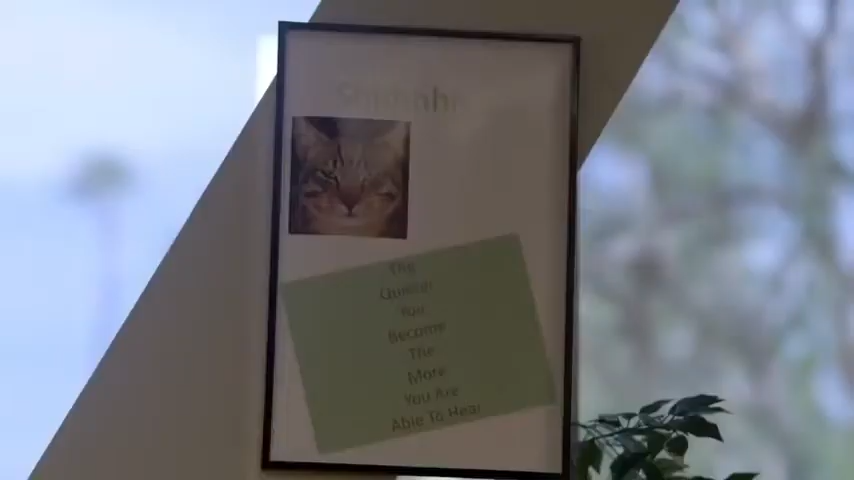 The
Quieter
You
Become
The
More
You Are
Able To Hear